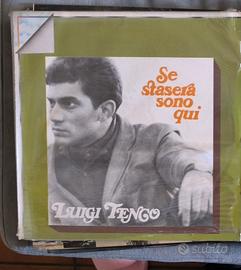 Se
stasera
sono
qui
LUIGI TENCO
subito